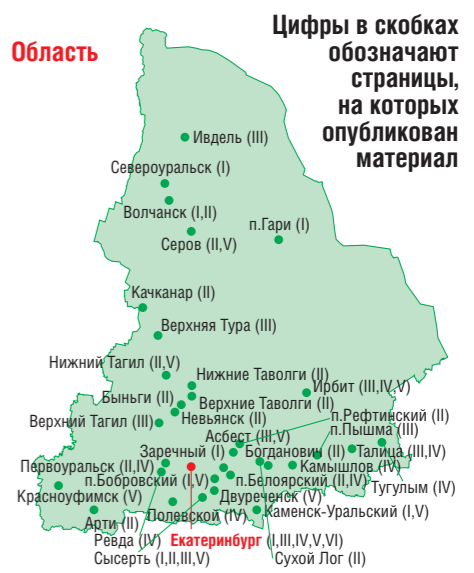 Область
Цифры в скобках
обозначают
страницы,
на которых
опубликован
материал
Ивдель (III)
Североуральск (I)
Волчанск (I,II)
п.Гари (I)
Серов (II,V)
Качканар (II)
Верхняя Тура (III)
Нижний Тагил (II,V)
Нижние Таволги (II)
Ирбит (III,IV,V)
Быньги (II)
Верхние Таволги (II)
п.Рефтинский (II)
Невьянск (II)
Верхний Тагил (III)
п.Пышма (III)
Асбест (III,V)
Заречный (I)
Богданович (II)
Талица (III,IV)
Первоуральск (II,IV)
Камышлов (IV)
п.Бобровский (I,V)
п.Белоярский (II,IV)
Тугулым (IV)
Красноуфимск (V)
Двуреченск (V)
Каменск-Уральский (I,V)
Арти (II)
Полевской (IV)
Ревда (IV)
Екатеринбург (I,III,IV,V,VI)
Сысерть (I,II,III,V)
Сухой Лог (II)